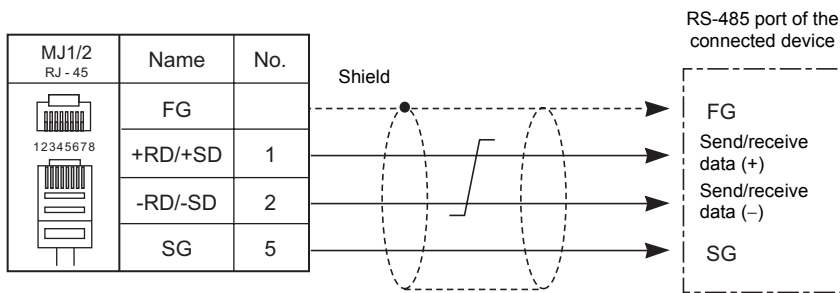 RS-485 port of the
connected device
MJ1/2
RJ - 45
Name
No.
Shield
FG
FG
12345678
+RD/+SD
1
Send/receive
data (+)
-RD/-SD
2
Send/receive
data (−)
SG
5
SG